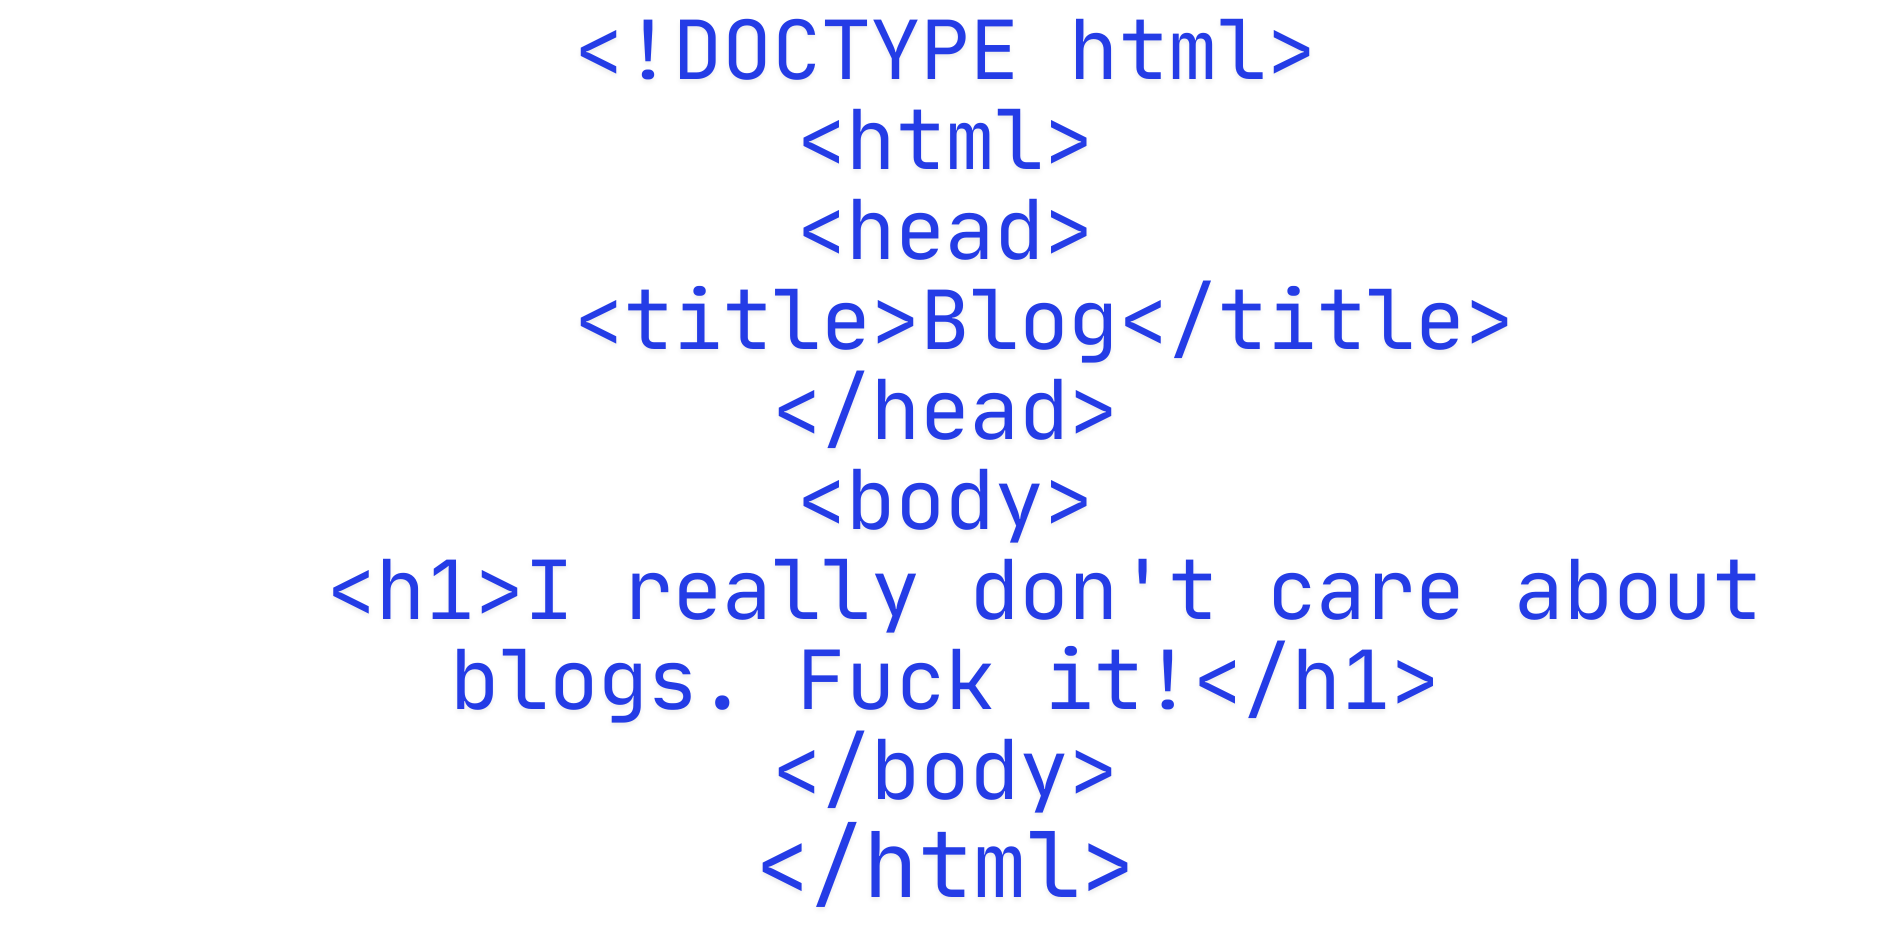 <!DOCTYPE html>
<html>
<head>
<title>Blog</title>
</head>
<body>
<h1>I really don't care about
blogs. Fuck it!</h1>
</body>
</html>